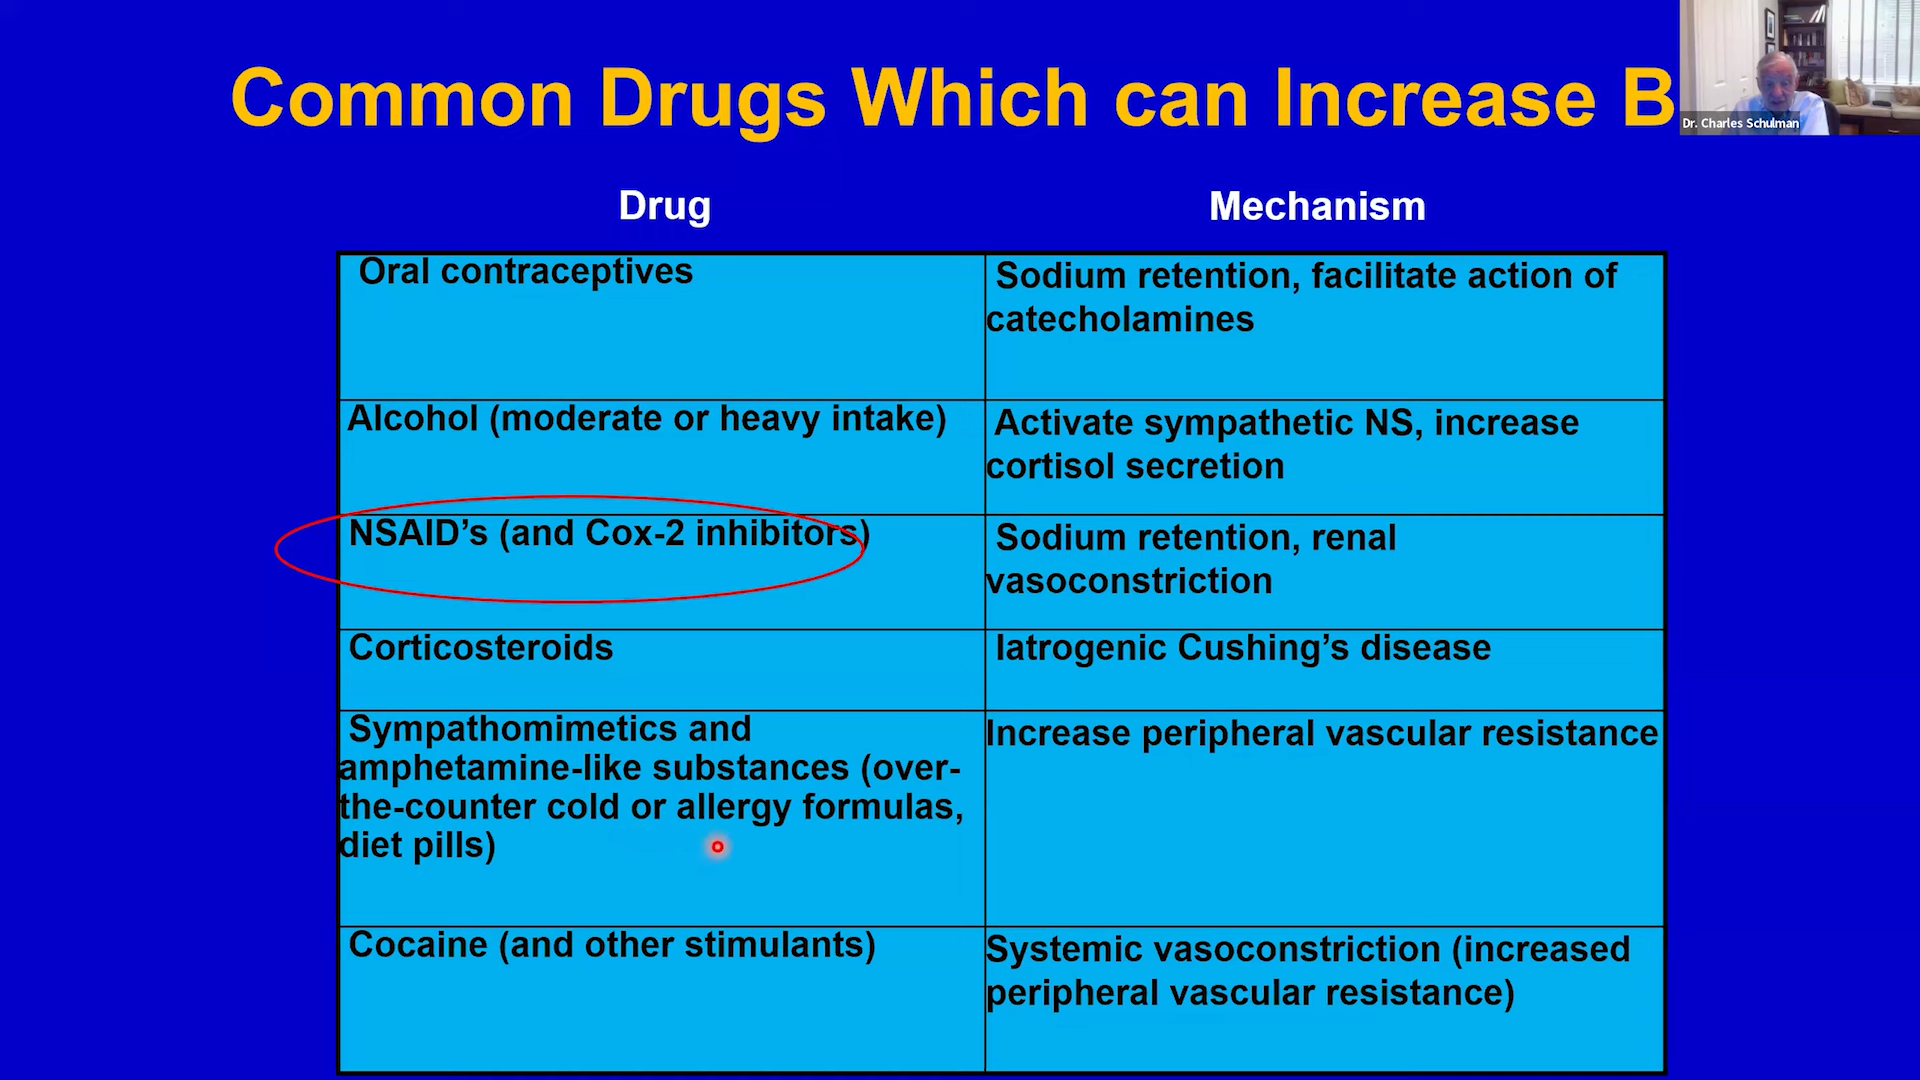 Common Drugs Which can Increase B
Dr. Charles Schulman
Drug
Mechanism
Oral contraceptives
Sodium retention, facilitate action of
catecholamines
Alcohol (moderate or heavy intake)
Activate sympathetic NS, increase
cortisol secretion
NSAID’s (and Cox-2 inhibitors)
Sodium retention, renal
vasoconstriction
Corticosteroids
Iatrogenic Cushing’s disease
Sympathomimetics and
amphetamine-like substances (over-
the-counter cold or allergy formulas,
diet pills)
Increase peripheral vascular resistance
Cocaine (and other stimulants)
Systemic vasoconstriction (increased
peripheral vascular resistance)